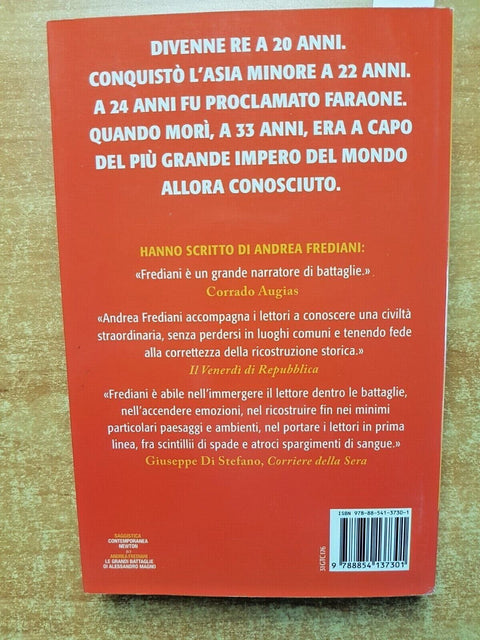 DIVENNE RE A 20 ANNI.
CONQUISTÒ L'ASIA MINORE A 22 ANNI.
A 24 ANNI FU PROCLAMATO FARAONE.
QUANDO MORÌ, A 33 ANNI, ERA A CAPO
DEL PIÙ GRANDE IMPERO DEL MONDO
ALLORA CONOSCIUTO.
HANNO SCRITTO DI ANDREA FREDIANI:
«Frediani è un grande narratore di battaglie.»
Corrado Augias
«Andrea Frediani accompagna i lettori a conoscere una civiltà
straordinaria, senza perdersi in luoghi comuni e tenendo fede
alla correttezza della ricostruzione storica.»
Il Venerdì di Repubblica
«Frediani è abile nell'immergere il lettore dentro le battaglie,
nell'accendere emozioni, nel ricostruire fin nei minimi
particolari paesaggi e ambienti, nel portare i lettori in prima
linea, fra scintillii di spade e atroci spargimenti di sangue.»
Giuseppe Di Stefano, Corriere della Sera
SAGGISTICA
CONTEMPORANEA
NEWTON
ANDREA FREDIANI
LE GRANDI BATTAGLIE
DI ALESSANDRO MAGNO
ISBN 978-88-541-3730-1
9 788854 137301